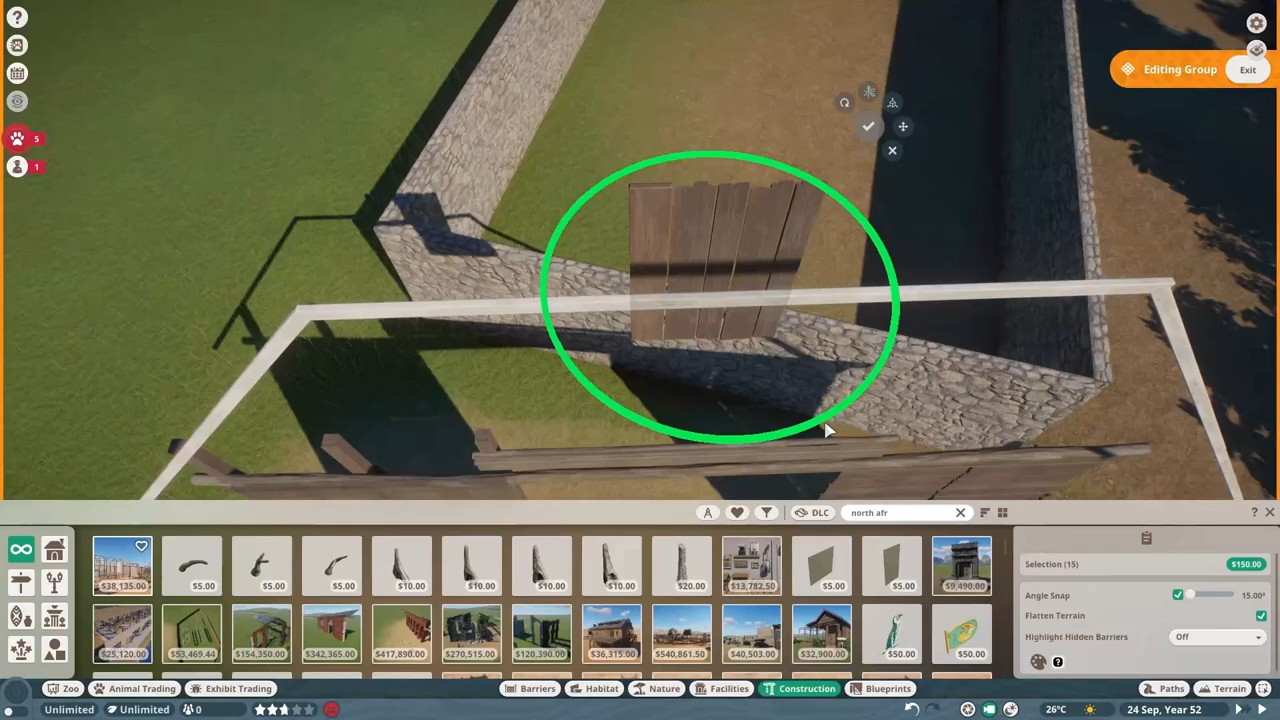 ?
Editing Group Exit
5
1
DLC north afr
? ×
$38,135.00 $5.00 $5.00 $5.00 $10.00 $10.00 $10.00 $10.00 $20.00 $13,782.50 $5.00 $5.00 $9,490.00
$25,120.00 $53,469.44 $154,350.00 $342,365.00 $417,890.00 $270,515.00 $120,390.00 $36,315.00 $540,861.50 $40,503.00 $32,900.00 $50.00 $50.00
Selection (15) $150.00
Angle Snap 15.00°
Flatten Terrain
Highlight Hidden Barriers Off
?
Zoo Animal Trading Exhibit Trading Barriers Habitat Nature Facilities Construction Blueprints Paths Terrain
Unlimited Unlimited 0 26°C 24 Sep, Year 52